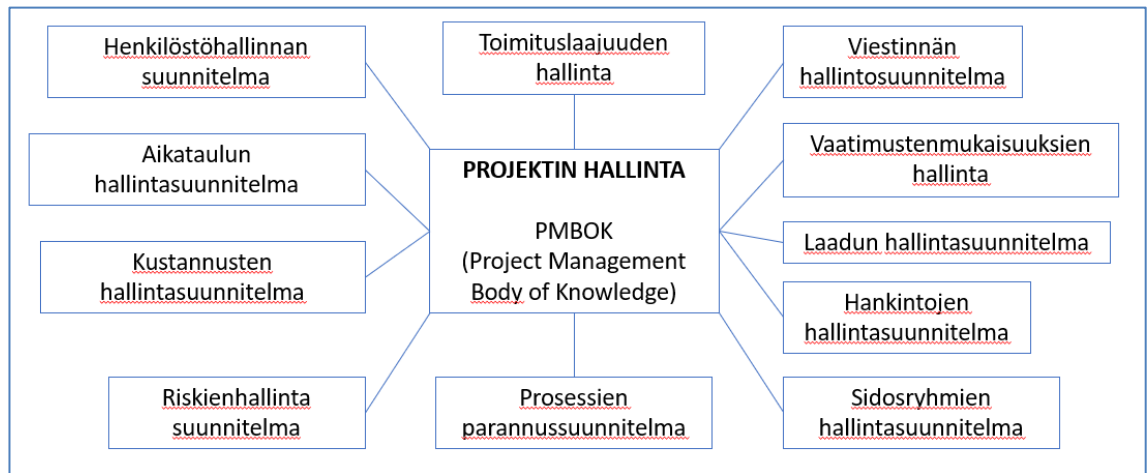 Henkilöstöhallinnan
suunnitelma
Toimituslaajuuden
hallinta
Viestinnän
hallintosuunnitelma
Aikataulun
hallintasuunnitelma
PROJEKTIN HALLINTA
PMBOK
(Project Management
Body of Knowledge)
Vaatimustenmukaisuuksien
hallinta
Kustannusten
hallintasuunnitelma
Laadun hallintasuunnitelma
Hankintojen
hallintasuunnitelma
Riskienhallinta
suunnitelma
Prosessien
parannussuunnitelma
Sidosryhmien
hallintasuunnitelma